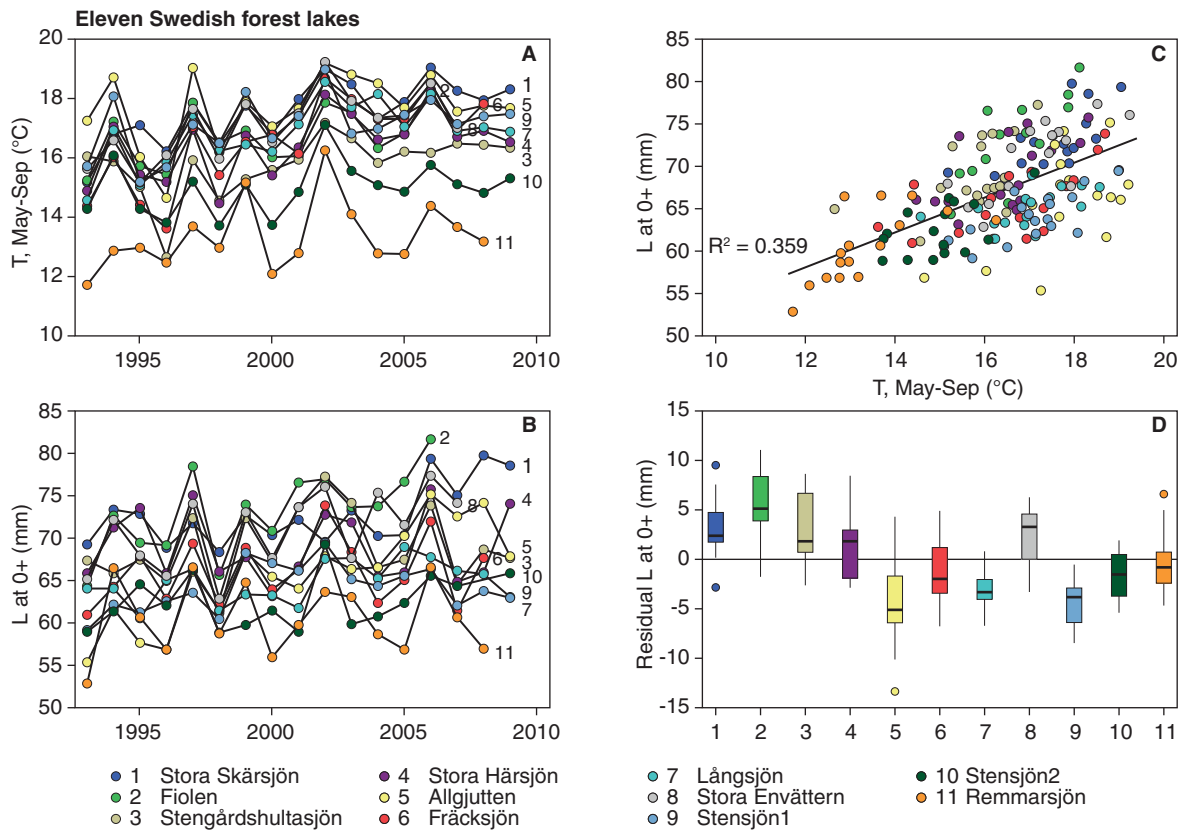 Eleven Swedish forest lakes
A
T, May-Sep (°C)
20
18
16
14
12
10
1995
2000
2005
2010
1
2
6
5
9
7
8
4
3
10
11
C
L at 0+ (mm)
85
80
75
70
65
60
55
50
R² = 0.359
10
12
14
16
18
20
T, May-Sep (°C)
B
L at 0+ (mm)
85
80
75
70
65
60
55
50
1995
2000
2005
2010
2
1
8
4
5
6
3
10
9
7
11
D
Residual L at 0+ (mm)
15
10
5
0
-5
-10
-15
1 2 3 4 5 6 7 8 9 10 11
1 Stora Skärsjön
2 Fiolen
3 Stengårdshultasjön
4 Stora Härsjön
5 Allgjutten
6 Fräcksjön
7 Långsjön
8 Stora Envättern
9 Stensjön1
10 Stensjön2
11 Remmarsjön